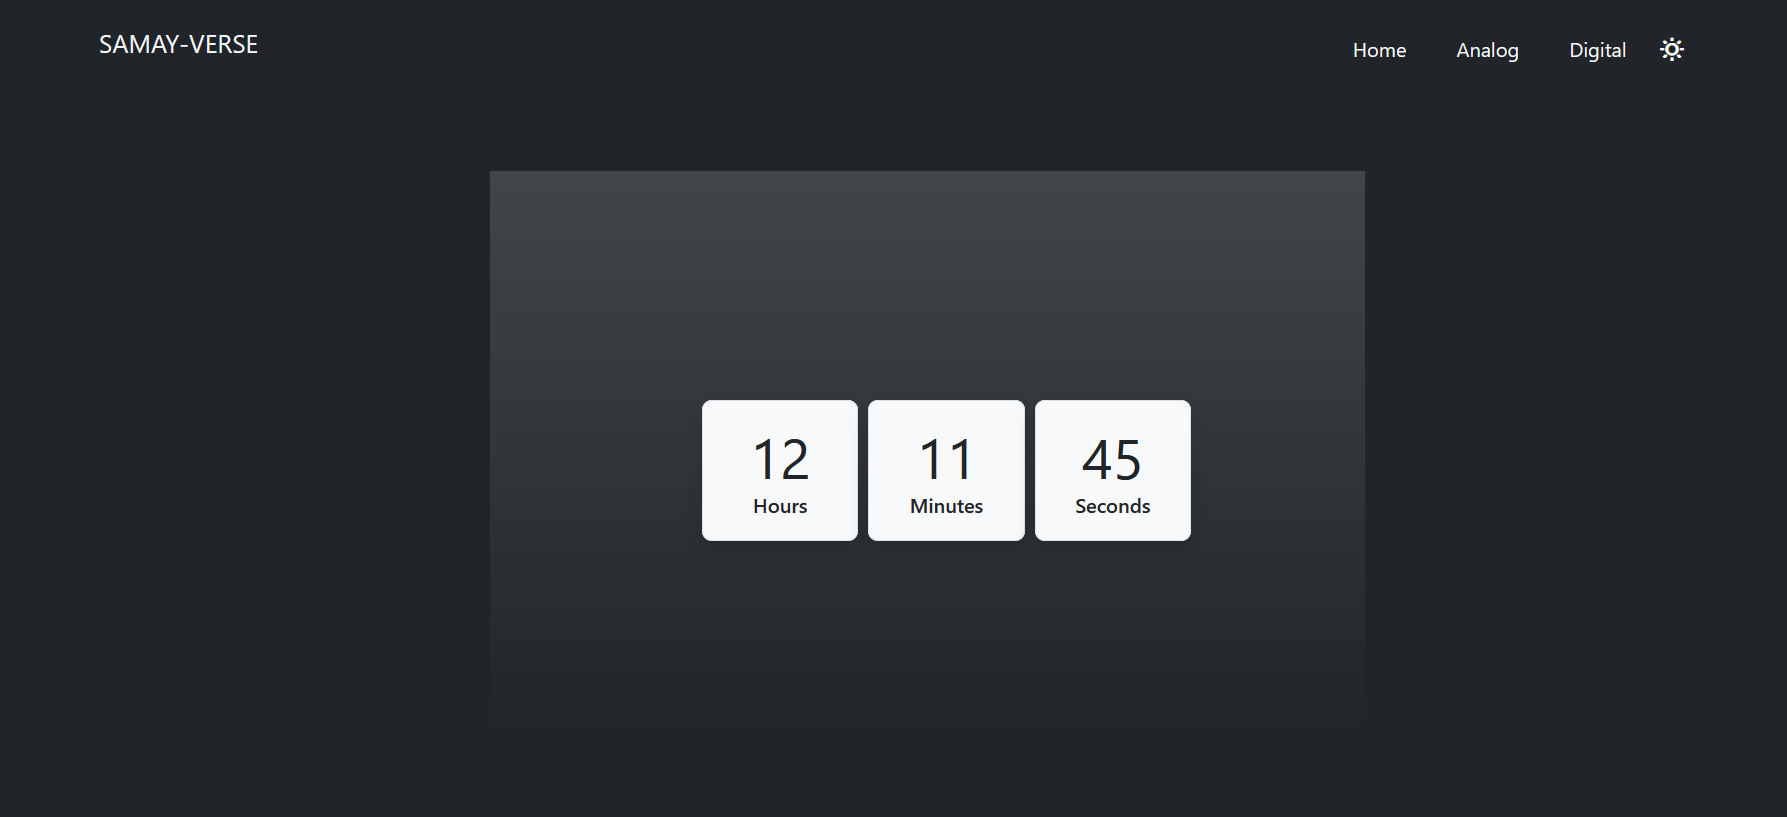 SAMAY-VERSE
Home Analog Digital
12 11 45
Hours Minutes Seconds